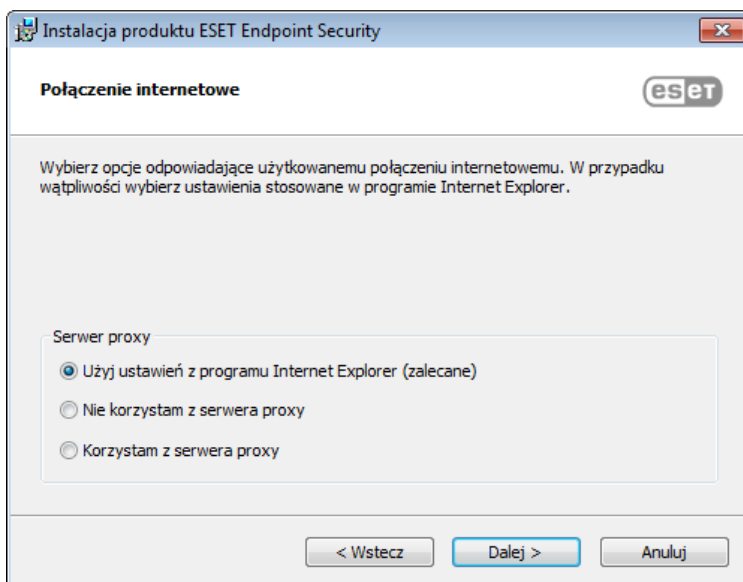 Instalacja produktu ESET Endpoint Security
Połączenie internetowe
eseT
Wybierz opcje odpowiadające użytkowanemu połączeniu internetowemu. W przypadku
wątpliwości wybierz ustawienia stosowane w programie Internet Explorer.
Serwer proxy
Użyj ustawień z programu Internet Explorer (zalecane)
Nie korzystam z serwera proxy
Korzystam z serwera proxy
< Wstecz
Dalej >
Anuluj